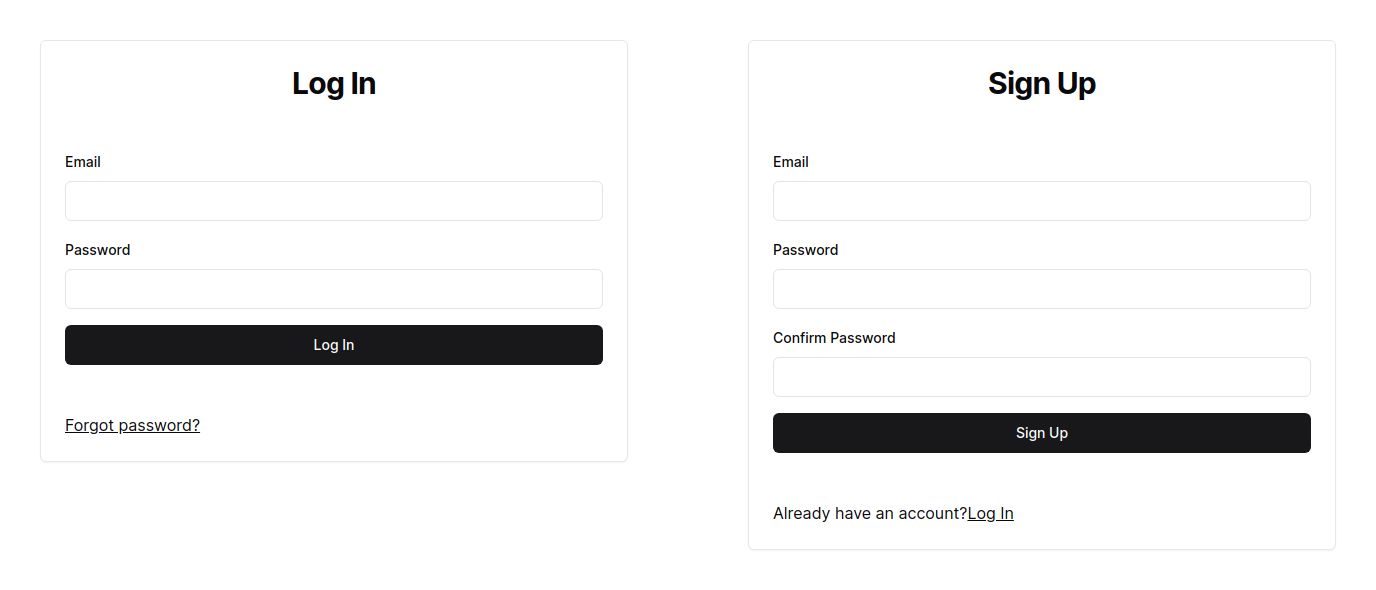 Log In
Email
Password
Log In
Forgot password?
Sign Up
Email
Password
Confirm Password
Sign Up
Already have an account?Log In